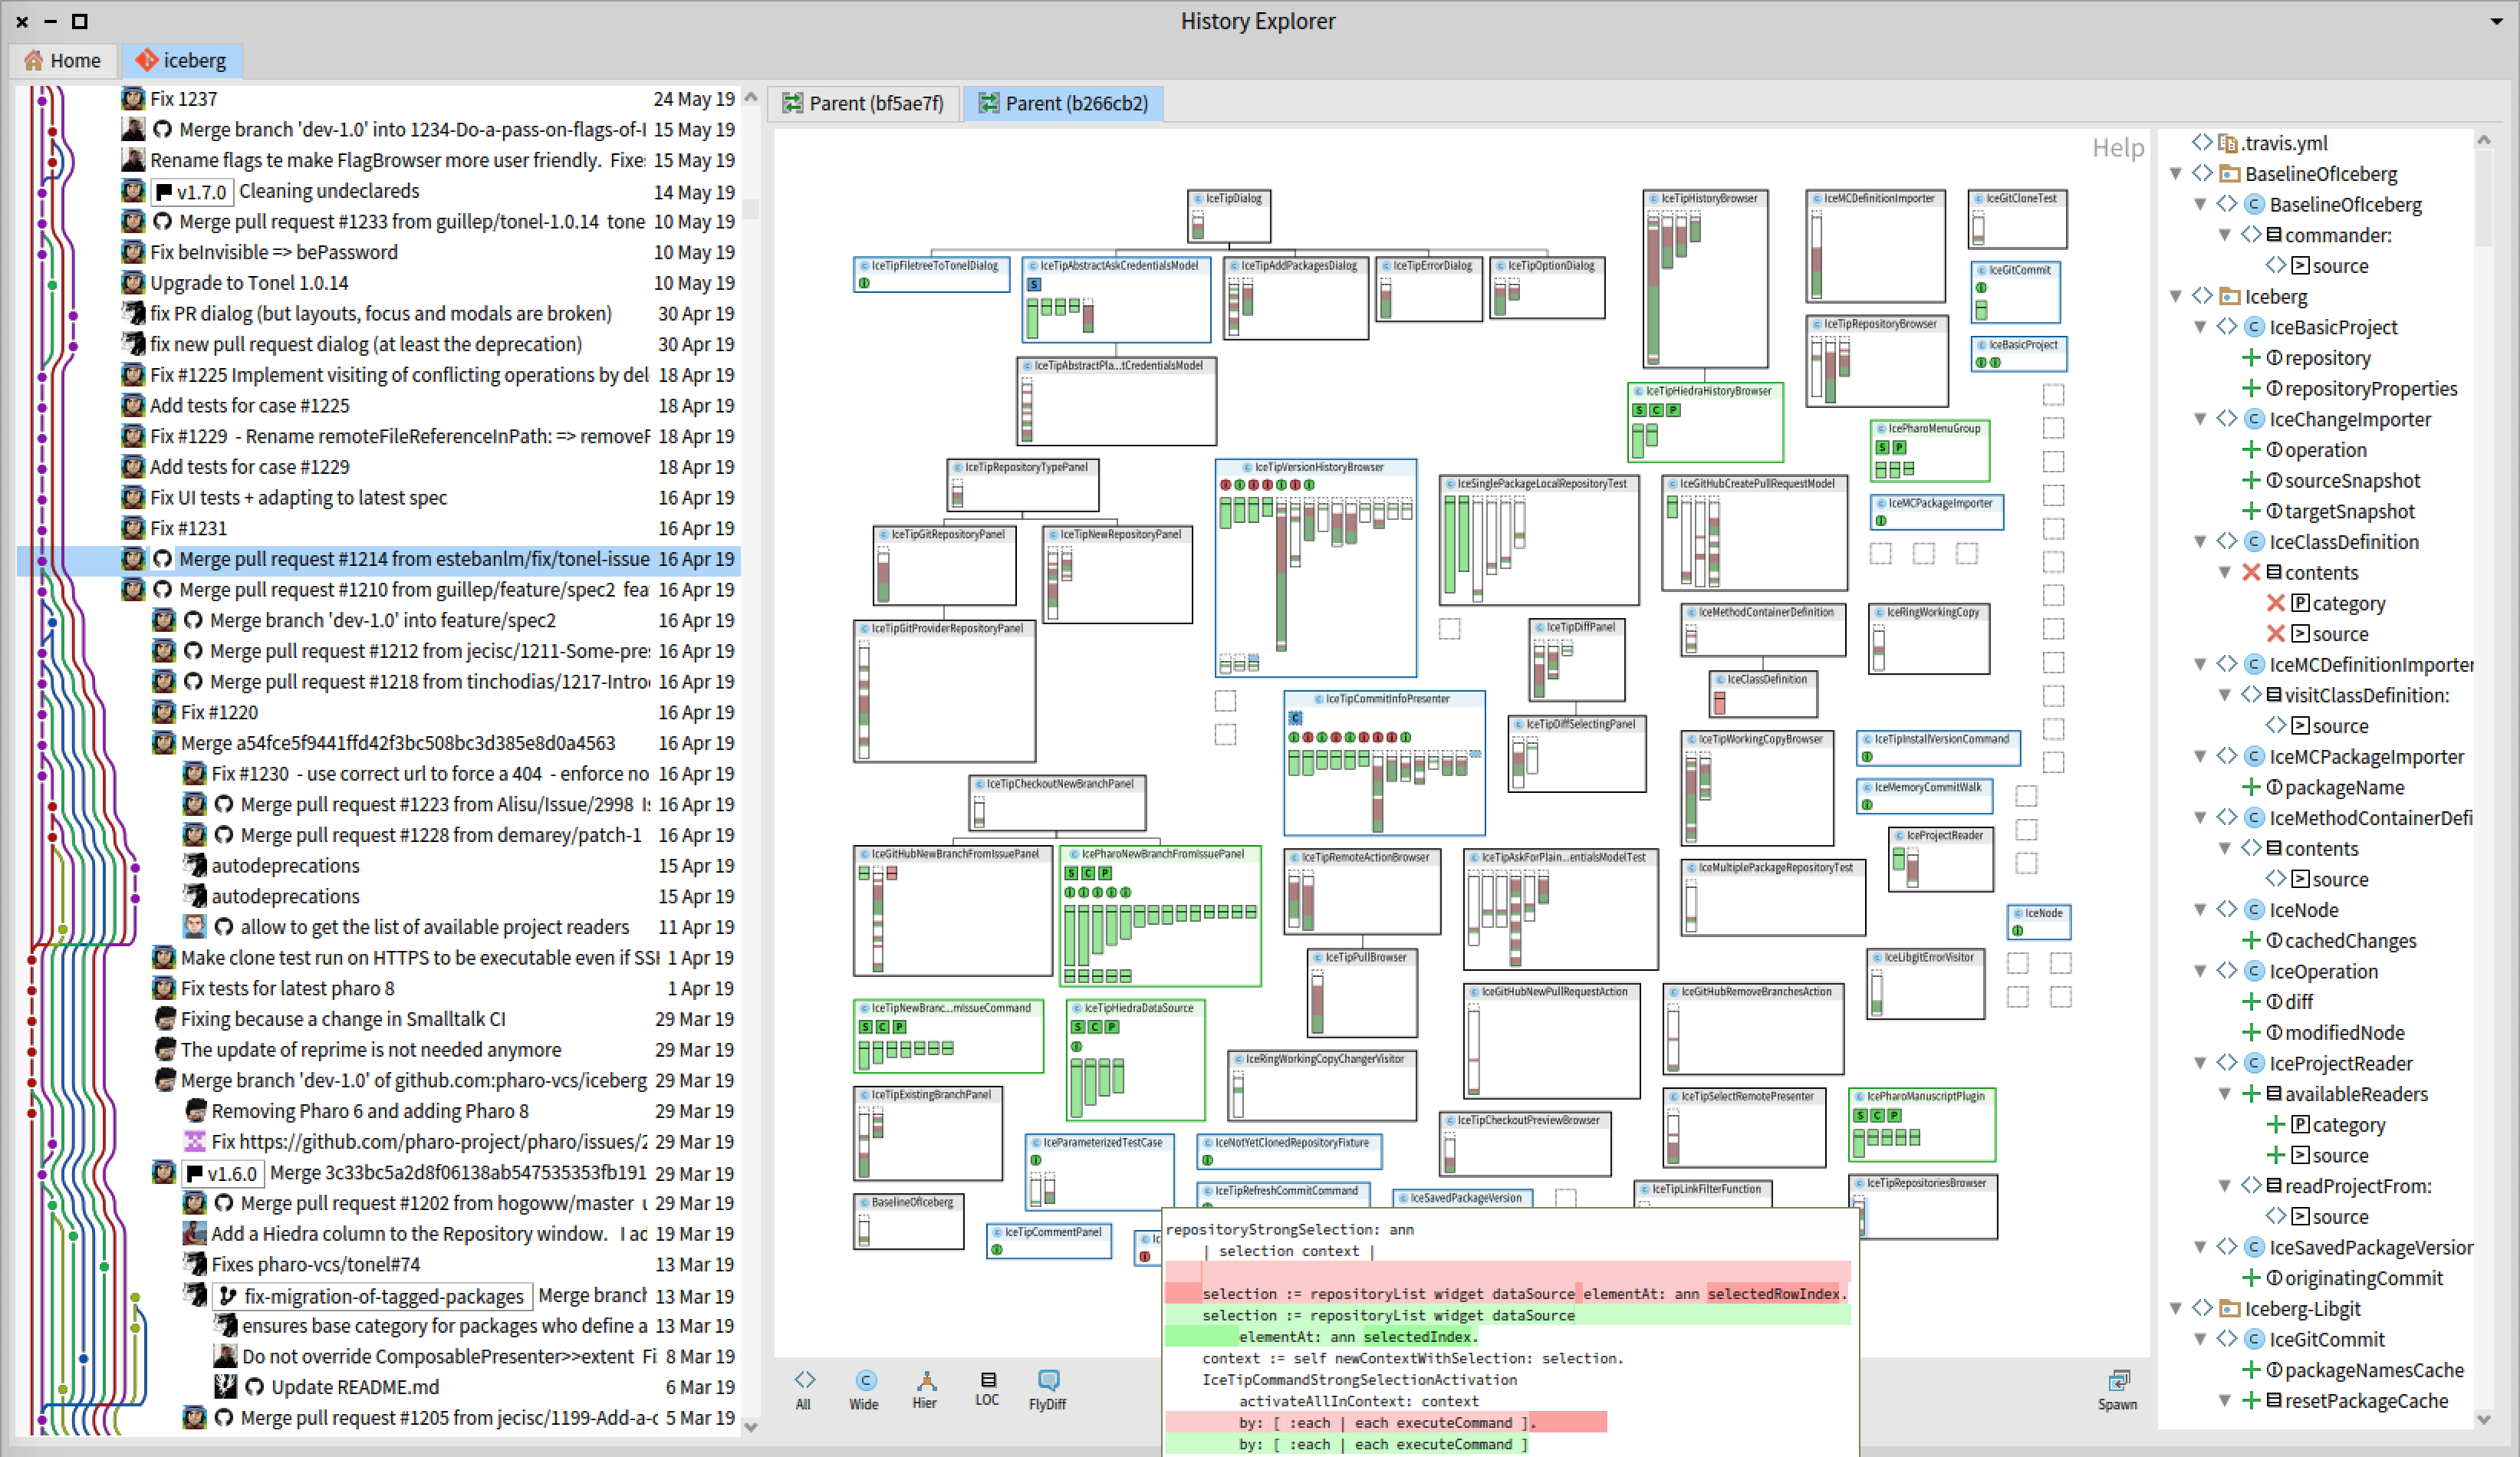 History Explorer
Home
iceberg
Fix 1237 24 May 19
Merge branch 'dev-1.0' into 1234-Do-a-pass-on-flags-of-I 15 May 19
Rename flags te make FlagBrowser more user friendly. Fixes 15 May 19
v1.7.0 Cleaning undeclareds 14 May 19
Merge pull request #1233 from guillep/tonel-1.0.14 tone 10 May 19
Fix beInvisible => bePassword 10 May 19
Upgrade to Tonel 1.0.14 10 May 19
fix PR dialog (but layouts, focus and modals are broken) 30 Apr 19
fix new pull request dialog (at least the deprecation) 30 Apr 19
Fix #1225 Implement visiting of conflicting operations by del 18 Apr 19
Add tests for case #1225 18 Apr 19
Fix #1229 - Rename remoteFileReferenceInPath: => removeF 18 Apr 19
Add tests for case #1229 18 Apr 19
Fix UI tests + adapting to latest spec 16 Apr 19
Fix #1231 16 Apr 19
Merge pull request #1214 from estebanlm/fix/tonel-issue 16 Apr 19
Merge pull request #1210 from guillep/feature/spec2 fea 16 Apr 19
Merge branch 'dev-1.0' into feature/spec2 16 Apr 19
Merge pull request #1212 from jecisc/1211-Some-pre: 16 Apr 19
Merge pull request #1218 from tinchodias/1217-Intro 16 Apr 19
Fix #1220 16 Apr 19
Merge a54fce5f9441ffd42f3bc508bc3d385e8d0a4563 16 Apr 19
Fix #1230 - use correct url to force a 404 - enforce no 16 Apr 19
Merge pull request #1223 from Alisu/Issue/2998 I 16 Apr 19
Merge pull request #1228 from demarey/patch-1 16 Apr 19
autodeprecations 15 Apr 19
autodeprecations 15 Apr 19
allow to get the list of available project readers 11 Apr 19
Make clone test run on HTTPS to be executable even if SSH 1 Apr 19
Fix tests for latest pharo 8 1 Apr 19
Fixing because a change in Smalltalk CI 29 Mar 19
The update of reprime is not needed anymore 29 Mar 19
Merge branch 'dev-1.0' of github.com:pharo-vcs/iceberg 29 Mar 19
Removing Pharo 6 and adding Pharo 8 29 Mar 19
Fix https://github.com/pharo-project/pharo/issues/2 29 Mar 19
v1.6.0 Merge 3c33bc5a2d8f06138ab547535353fb191 29 Mar 19
Merge pull request #1202 from hogoww/master u 29 Mar 19
Add a Hiedra column to the Repository window. I ad 19 Mar 19
Fixes pharo-vcs/tonel#74 13 Mar 19
fix-migration-of-tagged-packages Merge branch 13 Mar 19
ensures base category for packages who define a 13 Mar 19
Do not override ComposablePresenter>>extent Fi 8 Mar 19
Update README.md 6 Mar 19
Merge pull request #1205 from jecisc/1199-Add-a-c 5 Mar 19
Parent (bf5ae7f)
Parent (b266cb2)
Help
IceTipDialog
IceTipHistoryBrowser
IceMCDefinitionImporter
IceGitCloneTest
IceTipFiletreeToTonelDialog
IceTipAbstractAskCredentialsModel
S
IceTipAddPackagesDialog
IceTipErrorDialog
IceTipOptionDialog
IceGitCommit
IceTipRepositoryBrowser
IceBasicProject
IceTipAbstractPla...tCredentialsModel
IceTipHiedraHistoryBrowser
S C P
IcePharoMenuGroup
S P
IceTipRepositoryTypePanel
IceTipVersionHistoryBrowser
IceSinglePackageLocalRepositoryTest
IceGitHubCreatePullRequestModel
IceMCPackageImporter
IceTipGitRepositoryPanel
IceTipNewRepositoryPanel
IceMethodContainerDefinition
IceRingWorkingCopy
IceTipGitProviderRepositoryPanel
IceTipDiffPanel
IceClassDefinition
IceTipCommitInfoPresenter
C
IceTipDiffSelectingPanel
IceTipWorkingCopyBrowser
IceTipInstallVersionCommand
IceTipCheckoutNewBranchPanel
IceMemoryCommitWalk
IceProjectReader
IceGitHubNewBranchFromIssuePanel
IcePharoNewBranchFromIssuePanel
S C P
IceTipRemoteActionBrowser
IceTipAskForPlain...entialsModelTest
IceMultiplePackageRepositoryTest
IceNode
IceTipPullBrowser
IceLibgitErrorVisitor
IceTipNewBranc...mIssueCommand
S C P
IceTipHiedraDataSource
S C P
IceGitHubNewPullRequestAction
IceGitHubRemoveBranchesAction
IceRingWorkingCopyChangerVisitor
IceTipExistingBranchPanel
IceTipCheckoutPreviewBrowser
IceTipSelectRemotePresenter
IcePharoManuscriptPlugin
S C P
IceParameterizedTestCase
IceNotYetClonedRepositoryFixture
BaselineOfIceberg
IceTipRefreshCommitCommand
IceSavedPackageVersion
IceTipLinkFilterFunction
IceTipRepositoriesBrowser
IceTipCommentPanel
Ic
repositoryStrongSelection: ann
| selection context |
selection := repositoryList widget dataSource elementAt: ann selectedRowIndex.
selection := repositoryList widget dataSource
elementAt: ann selectedIndex.
context := self newContextWithSelection: selection.
IceTipCommandStrongSelectionActivation
activateAllInContext: context
by: [ :each | each executeCommand ].
by: [ :each | each executeCommand ]
All
Wide
Hier
LOC
FlyDiff
Spawn
.travis.yml
BaselineOfIceberg
BaselineOfIceberg
commander:
source
Iceberg
IceBasicProject
repository
repositoryProperties
IceChangeImporter
operation
sourceSnapshot
targetSnapshot
IceClassDefinition
contents
P category
source
IceMCDefinitionImporter
visitClassDefinition:
source
IceMCPackageImporter
packageName
IceMethodContainerDefi
contents
source
IceNode
cachedChanges
IceOperation
diff
modifiedNode
IceProjectReader
availableReaders
P category
source
readProjectFrom:
source
IceSavedPackageVersion
originatingCommit
Iceberg-Libgit
IceGitCommit
packageNamesCache
resetPackageCache